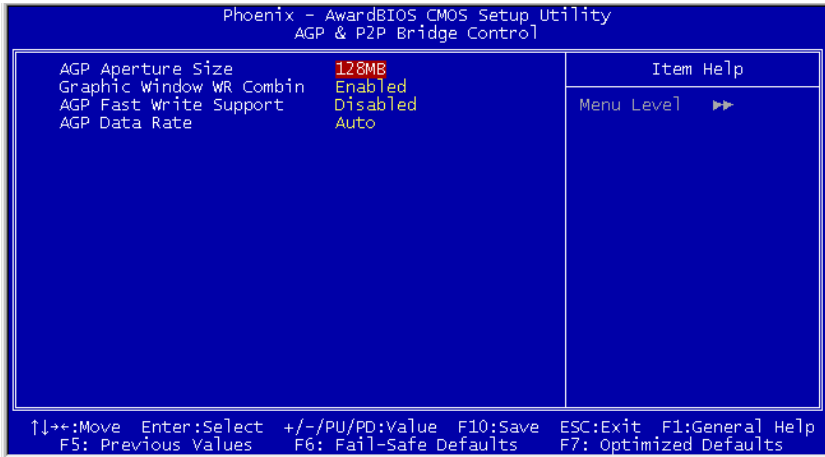 Phoenix - AwardBIOS CMOS Setup Utility
AGP & P2P Bridge Control
AGP Aperture Size 128MB
Graphic Window WR Combin Enabled
AGP Fast Write Support Disabled
AGP Data Rate Auto
Item Help
Menu Level ▶▶
↑↓→←:Move Enter:Select +/-/PU/PD:Value F10:Save ESC:Exit F1:General Help
F5: Previous Values F6: Fail-Safe Defaults F7: Optimized Defaults